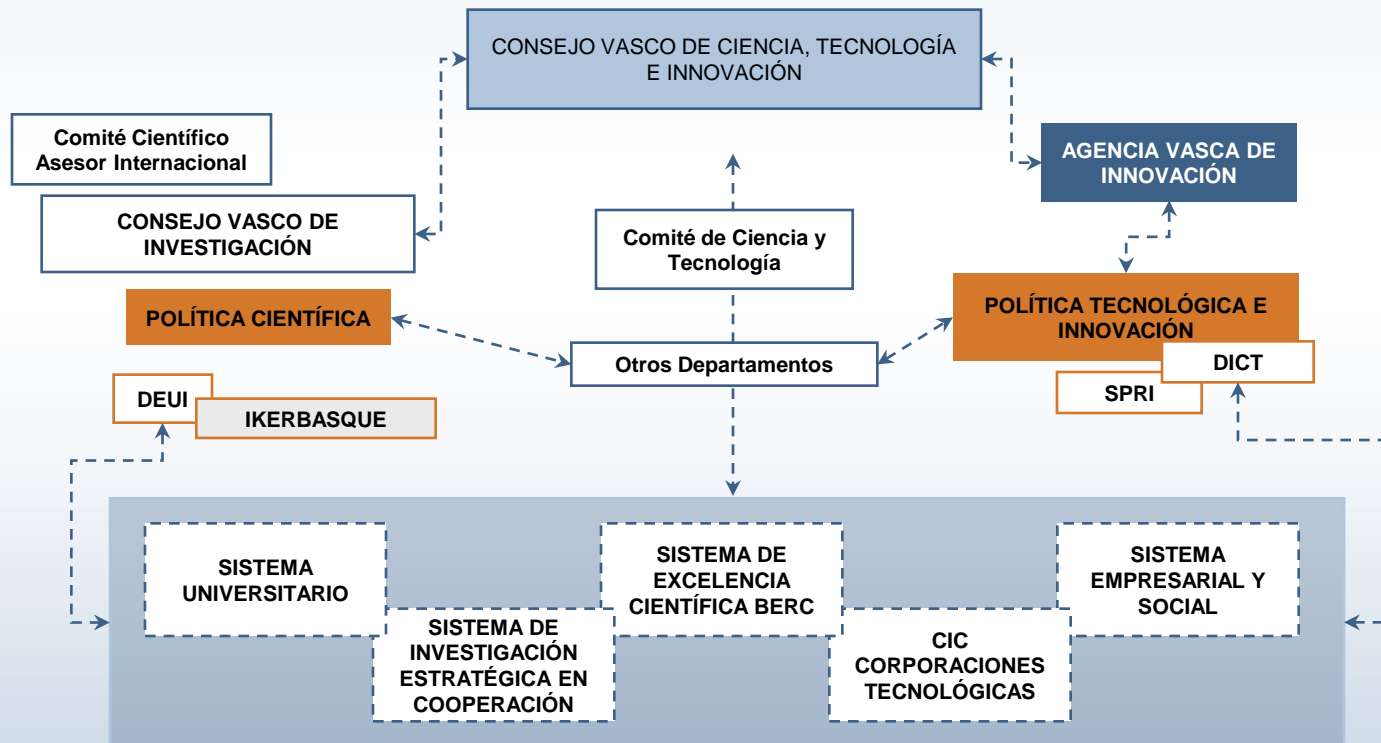 CONSEJO VASCO DE CIENCIA, TECNOLOGÍA
E INNOVACIÓN
Comité Científico
Asesor Internacional
AGENCIA VASCA DE
INNOVACIÓN
CONSEJO VASCO DE
INVESTIGACIÓN
Comité de Ciencia y
Tecnología
POLÍTICA CIENTÍFICA
POLÍTICA TECNOLÓGICA E
INNOVACIÓN
Otros Departamentos
DICT
SPRI
DEUI
IKERBASQUE
SISTEMA
UNIVERSITARIO
SISTEMA DE
EXCELENCIA
CIENTÍFICA BERC
SISTEMA
EMPRESARIAL Y
SOCIAL
SISTEMA DE
INVESTIGACIÓN
ESTRATÉGICA EN
COOPERACIÓN
CIC
CORPORACIONES
TECNOLÓGICAS